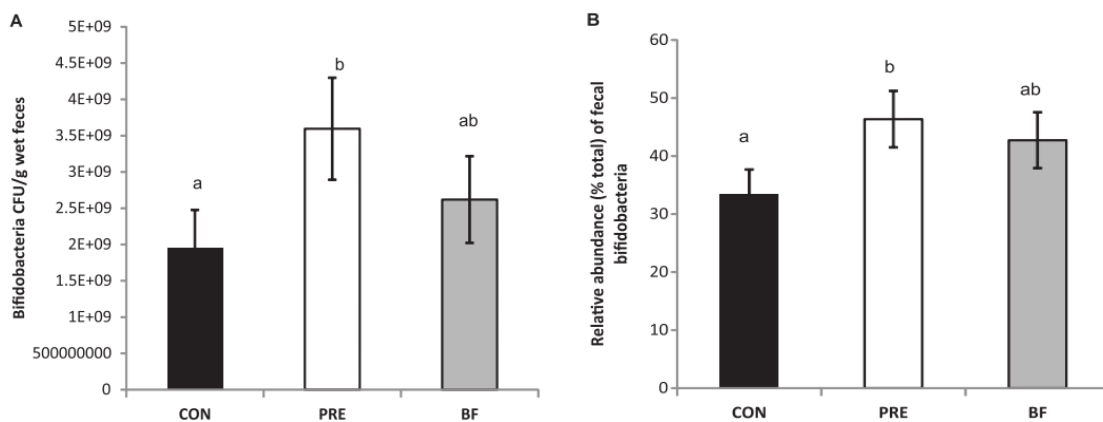 A
Bifidobacteria CFU/g wet feces
5E+09
4.5E+09
4E+09
3.5E+09
3E+09
2.5E+09
2E+09
1.5E+09
1E+09
500000000
0
a
b
ab
CON
PRE
BF
B
Relative abundance (% total) of fecal
bifidobacteria
60
50
40
30
20
10
0
a
b
ab
CON
PRE
BF